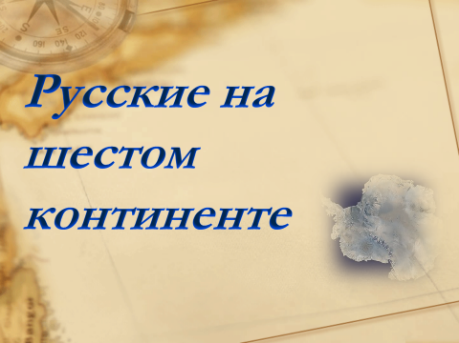 Русские на
шестом
континенте